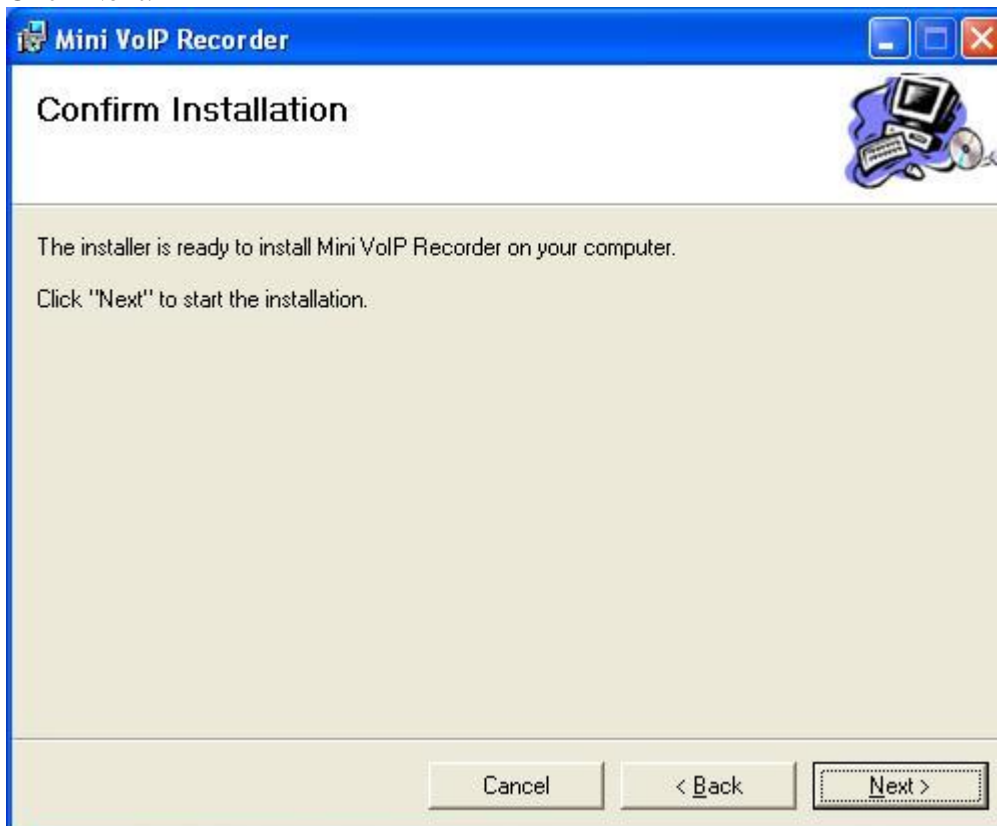 Mini VoIP Recorder
Confirm Installation
The installer is ready to install Mini VoIP Recorder on your computer.
Click "Next" to start the installation.
Cancel
< Back
Next >